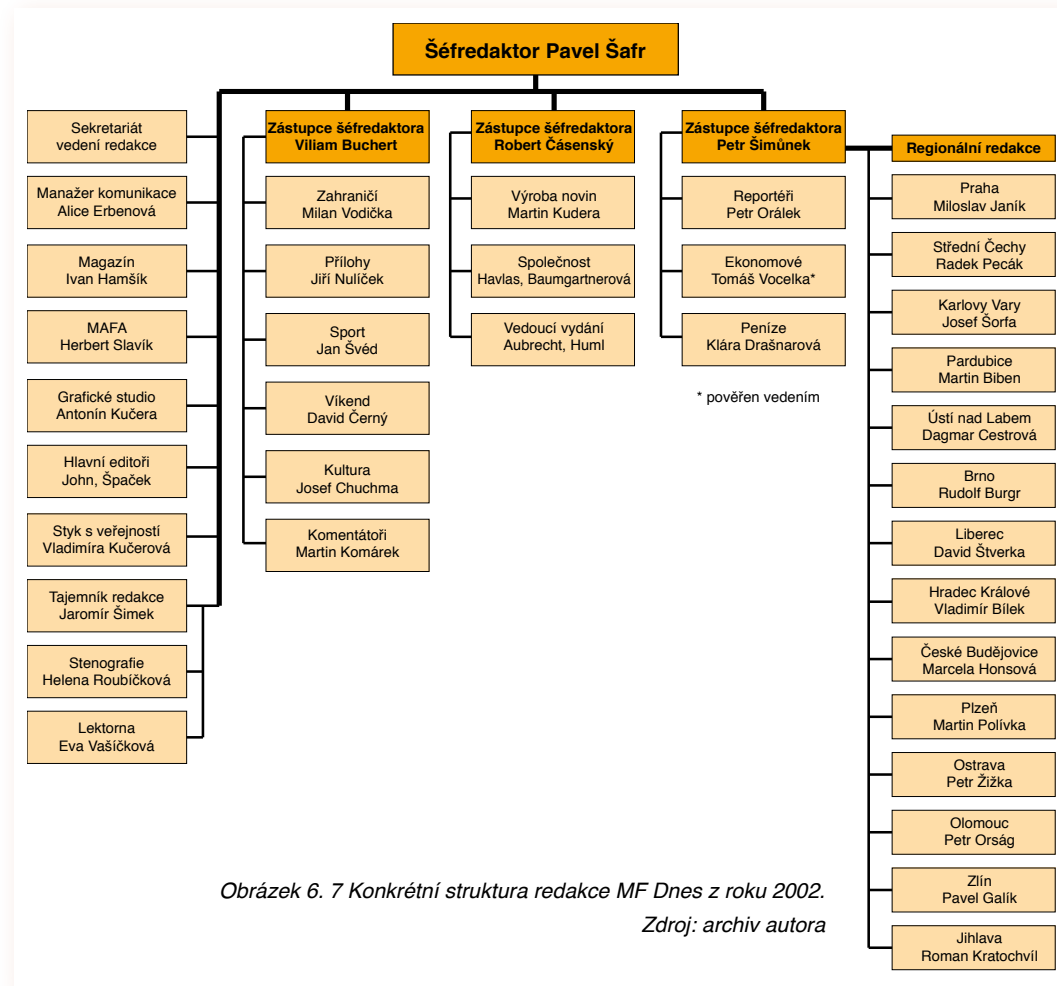 Šéfredaktor Pavel Šafr
Sekretariát
vedení redakce
Manažer komunikace
Alice Erbenová
Magazín
Ivan Hamšík
MAFA
Herbert Slavík
Grafické studio
Antonín Kučera
Hlavní editoři
John, Špaček
Styk s veřejností
Vladimíra Kučerová
Tajemník redakce
Jaromír Šimek
Stenografie
Helena Roubíčková
Lektorna
Eva Vašíčková
Zástupce šéfredaktora
Viliam Buchert
Zahraničí
Milan Vodička
Přílohy
Jiří Nulíček
Sport
Jan Švéd
Víkend
David Černý
Kultura
Josef Chuchma
Komentátoři
Martin Komárek
Zástupce šéfredaktora
Robert Čásenský
Výroba novin
Martin Kudera
Společnost
Havlas, Baumgartnerová
Vedoucí vydání
Aubrecht, Huml
Zástupce šéfredaktora
Petr Šimůnek
Reportéři
Petr Orálek
Ekonomové
Tomáš Vocelka*
Peníze
Klára Drašnarová
* pověřen vedením
Regionální redakce
Praha
Miloslav Janík
Střední Čechy
Radek Pecák
Karlovy Vary
Josef Šorfa
Pardubice
Martin Biben
Ústí nad Labem
Dagmar Cestrová
Brno
Rudolf Burgr
Liberec
David Štverka
Hradec Králové
Vladimír Bílek
České Budějovice
Marcela Honsová
Plzeň
Martin Polívka
Ostrava
Petr Žižka
Olomouc
Petr Orság
Zlín
Pavel Galík
Jihlava
Roman Kratochvíl
Obrázek 6. 7 Konkrétní struktura redakce MF Dnes z roku 2002.
Zdroj: archiv autora